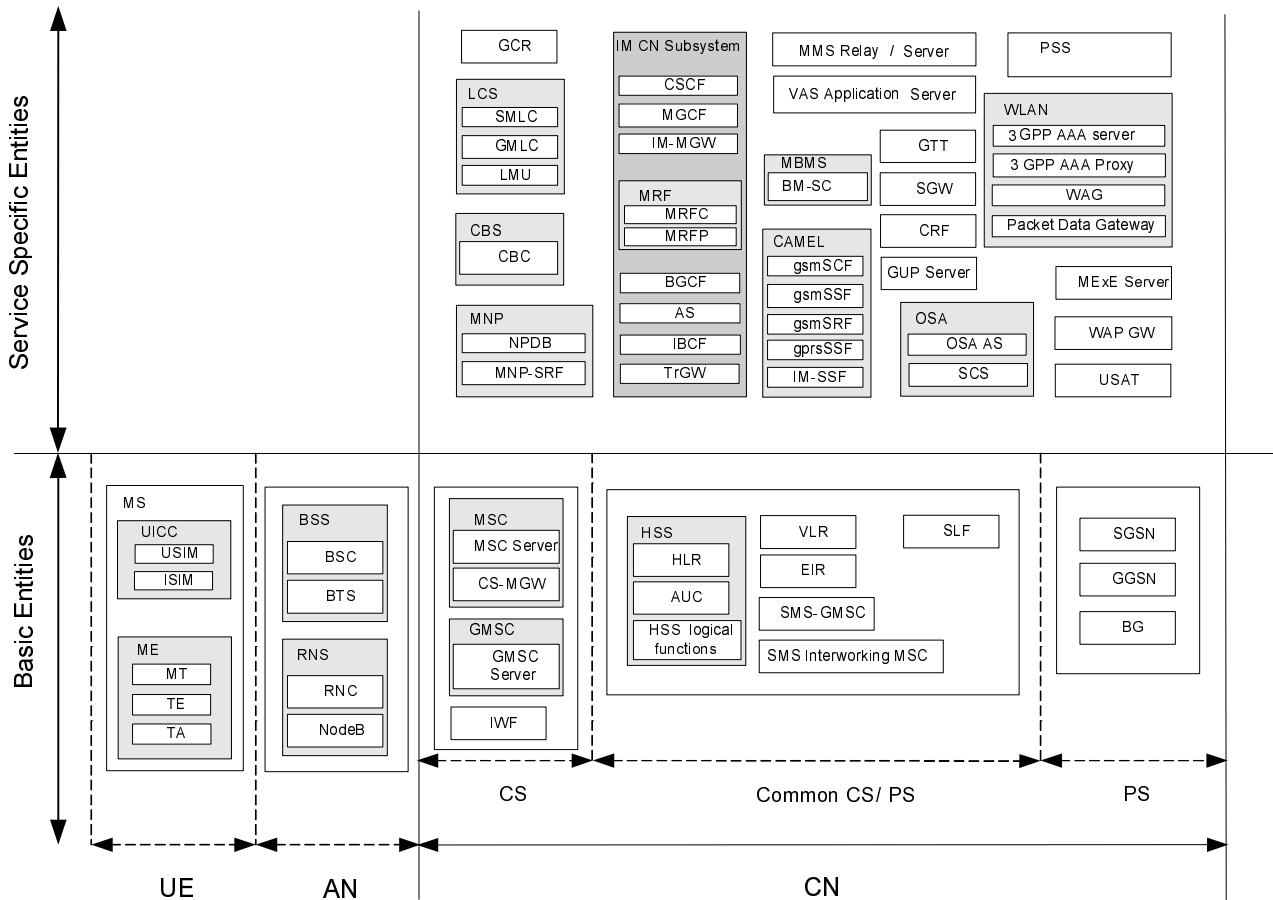 Service Specific Entities
GCR
LCS
SMLC
GMLC
LMU
CBS
CBC
MNP
NPDB
MNP-SRF
IM CN Subsystem
CSCF
MGCF
IM-MGW
MRF
MRFC
MRFP
BGCF
AS
IBCF
TrGW
MMS Relay / Server
VAS Application Server
MBMS
BM-SC
CAMEL
gsmSCF
gsmSSF
gsmSRF
gprsSSF
IM-SSF
GTT
SGW
CRF
GUP Server
OSA
OSA AS
SCS
PSS
WLAN
3 GPP AAA server
3 GPP AAA Proxy
WAG
Packet Data Gateway
MExE Server
WAP GW
USAT
Basic Entities
MS
UICC
USIM
ISIM
ME
MT
TE
TA
BSS
BSC
BTS
RNS
RNC
NodeB
MSC
MSC Server
CS-MGW
GMSC
GMSC
Server
IWF
HSS
HLR
AUC
HSS logical
functions
VLR
EIR
SMS-GMSC
SMS Interworking MSC
SLF
SGSN
GGSN
BG
CS
Common CS/ PS
PS
UE
AN
CN